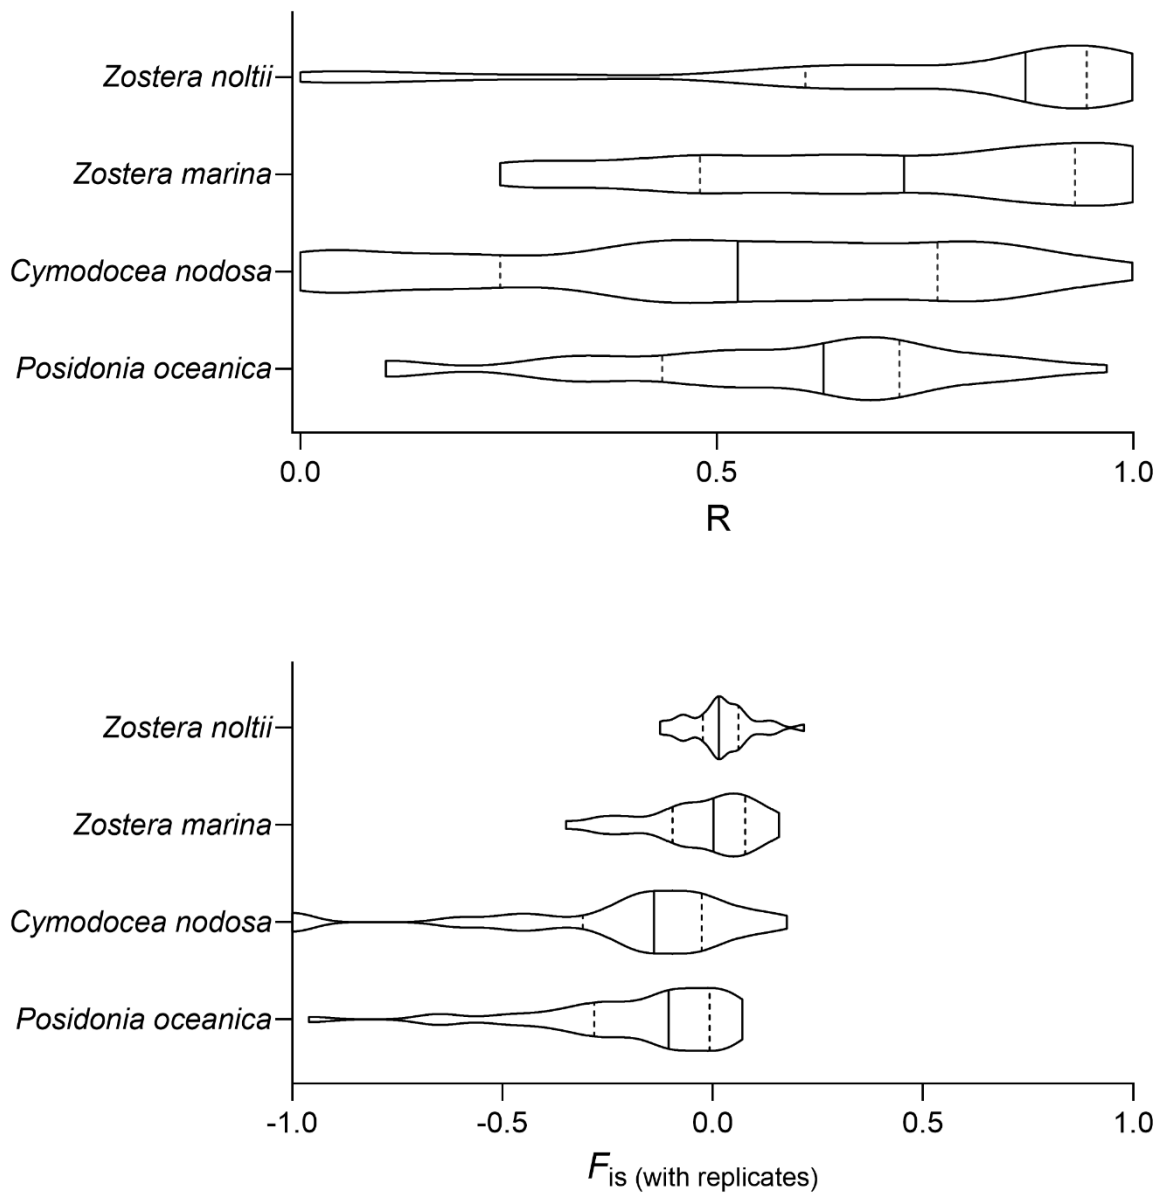 Zostera noltii
Zostera marina
Cymodocea nodosa
Posidonia oceanica
0.0 0.5 1.0
R
Zostera noltii
Zostera marina
Cymodocea nodosa
Posidonia oceanica
-1.0 -0.5 0.0 0.5 1.0
Fis (with replicates)